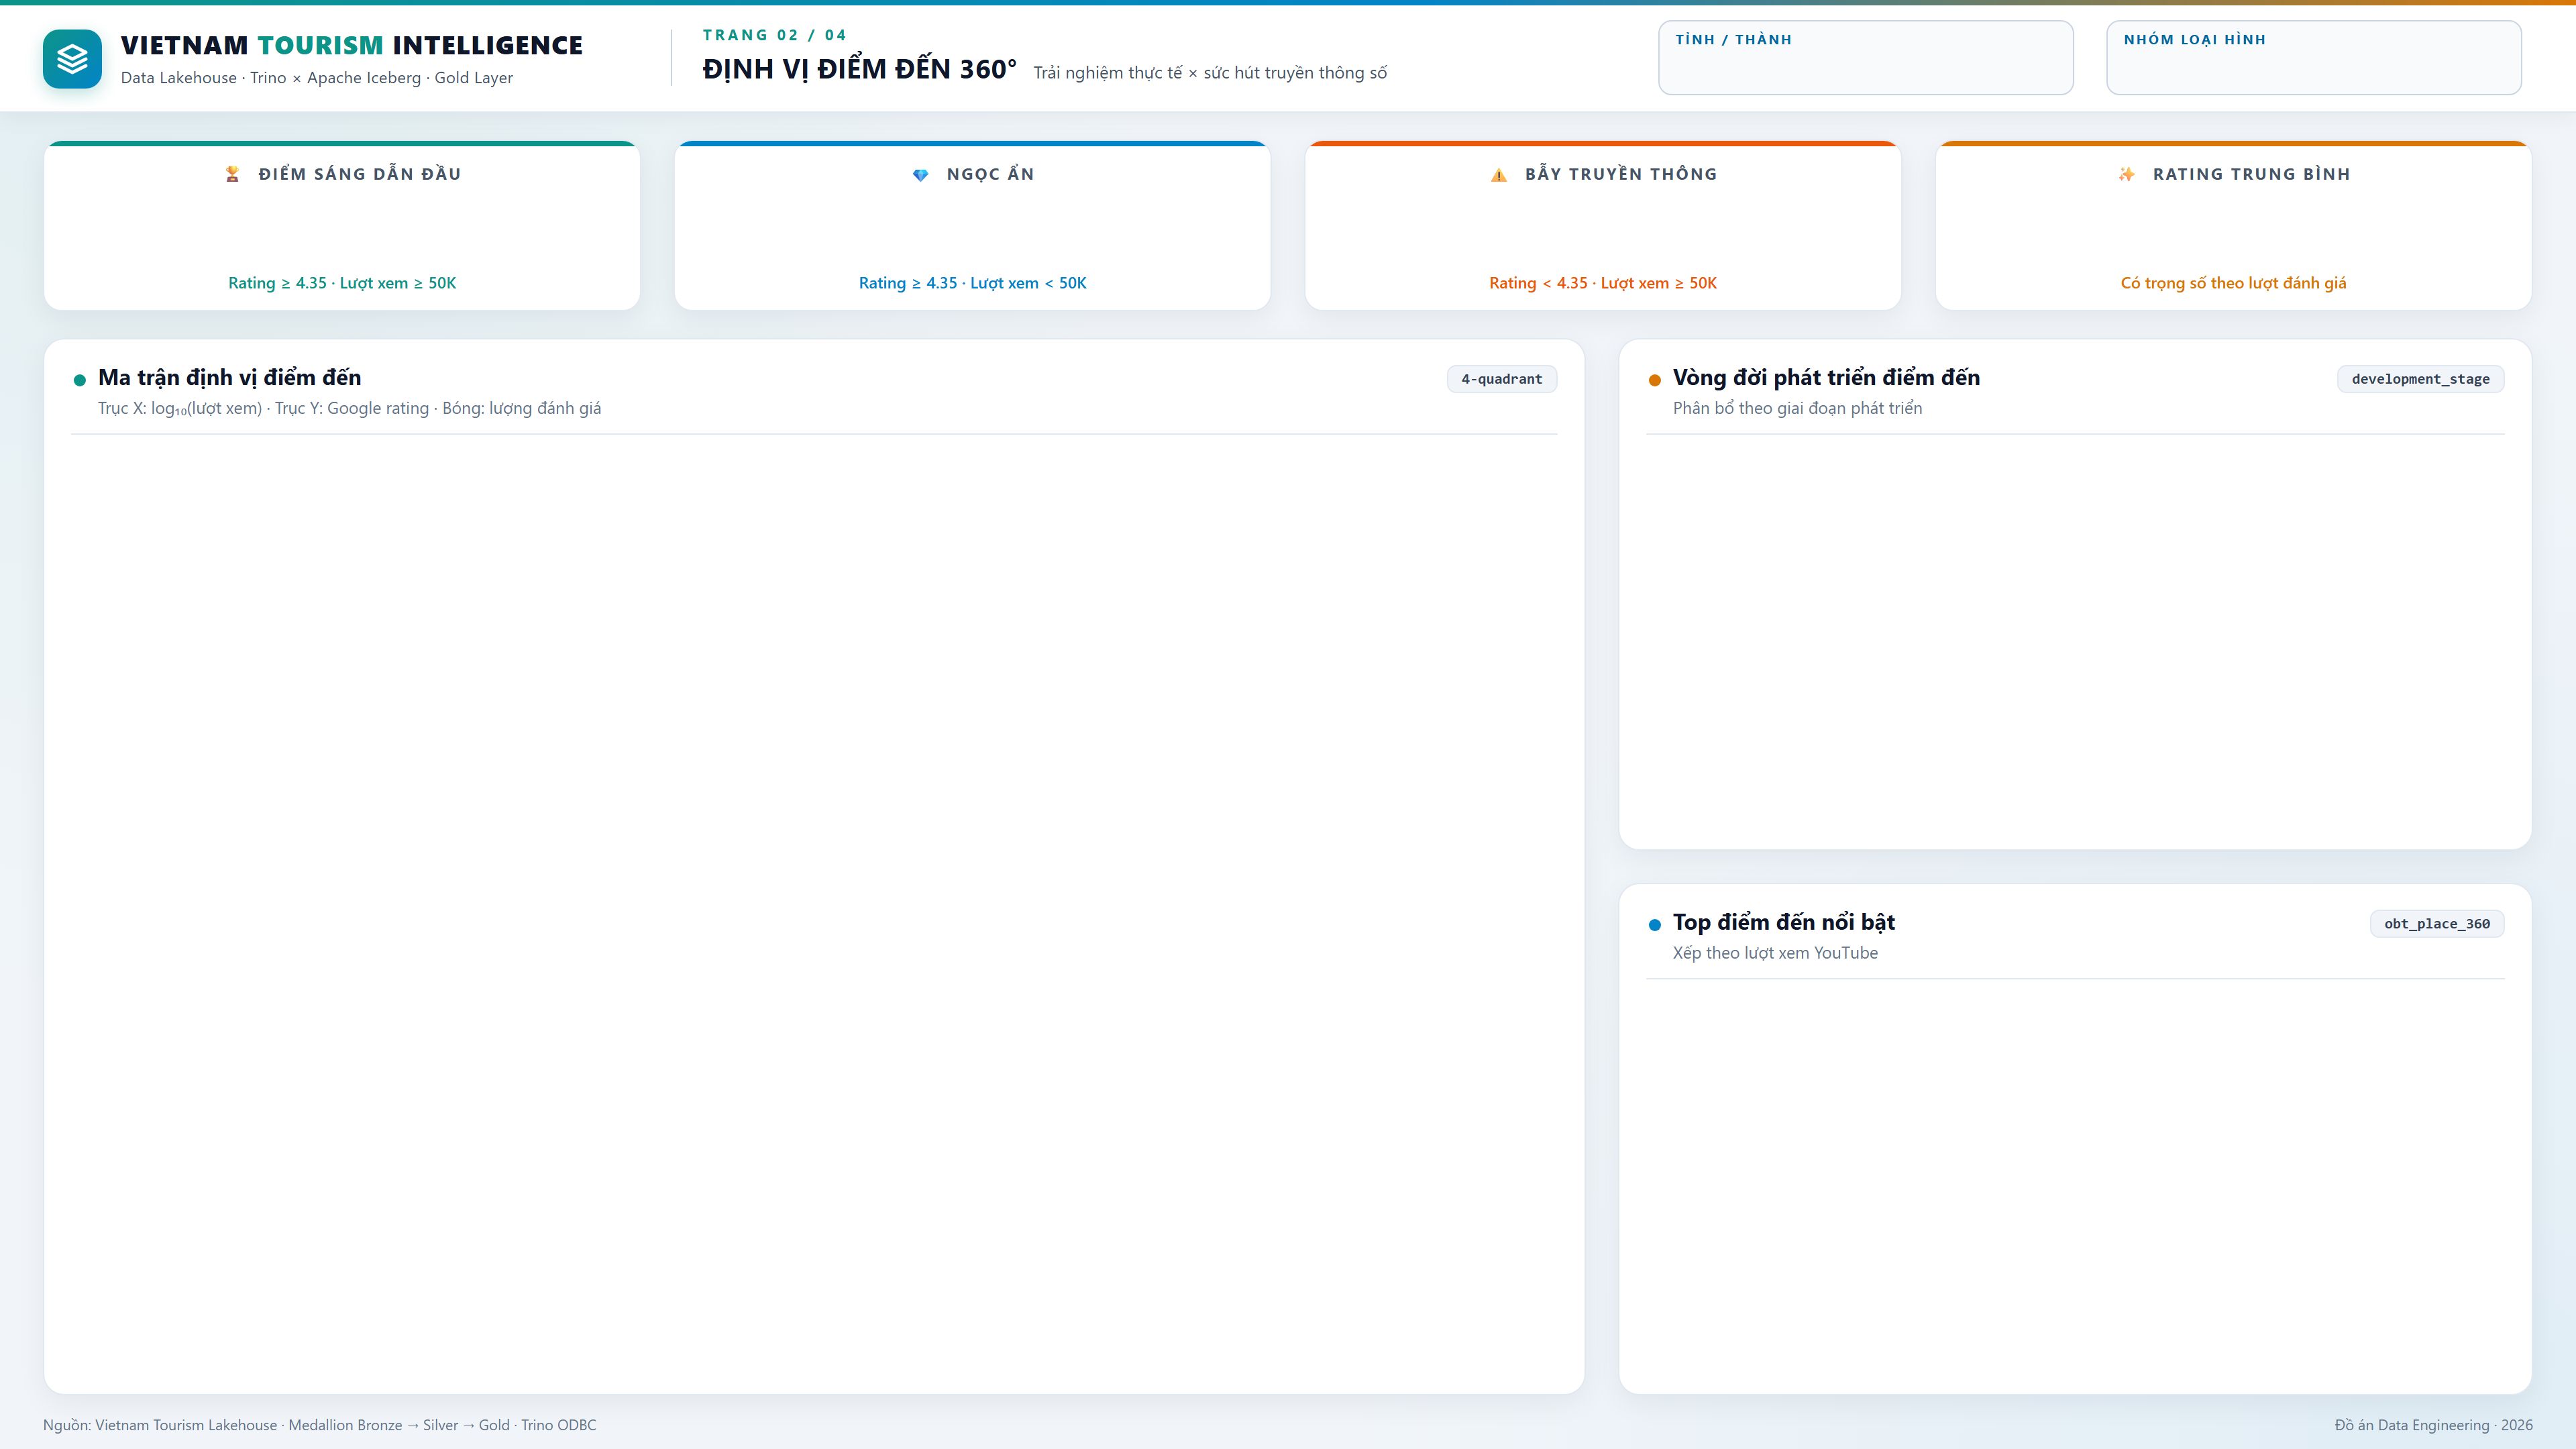 VIETNAM TOURISM INTELLIGENCE
Data Lakehouse · Trino × Apache Iceberg · Gold Layer
TRANG 02 / 04
ĐỊNH VỊ ĐIỂM ĐẾN 360° Trải nghiệm thực tế × sức hút truyền thông số
TỈNH / THÀNH
NHÓM LOẠI HÌNH
ĐIỂM SÁNG DẪN ĐẦU
Rating ≥ 4.35 · Lượt xem ≥ 50K
NGỌC ẨN
Rating ≥ 4.35 · Lượt xem < 50K
BẪY TRUYỀN THÔNG
Rating < 4.35 · Lượt xem ≥ 50K
RATING TRUNG BÌNH
Có trọng số theo lượt đánh giá
Ma trận định vị điểm đến
4-quadrant
Trục X: log₁₀(lượt xem) · Trục Y: Google rating · Bóng: lượng đánh giá
Vòng đời phát triển điểm đến
development_stage
Phân bổ theo giai đoạn phát triển
Top điểm đến nổi bật
obt_place_360
Xếp theo lượt xem YouTube
Nguồn: Vietnam Tourism Lakehouse · Medallion Bronze → Silver → Gold · Trino ODBC
Đồ án Data Engineering · 2026